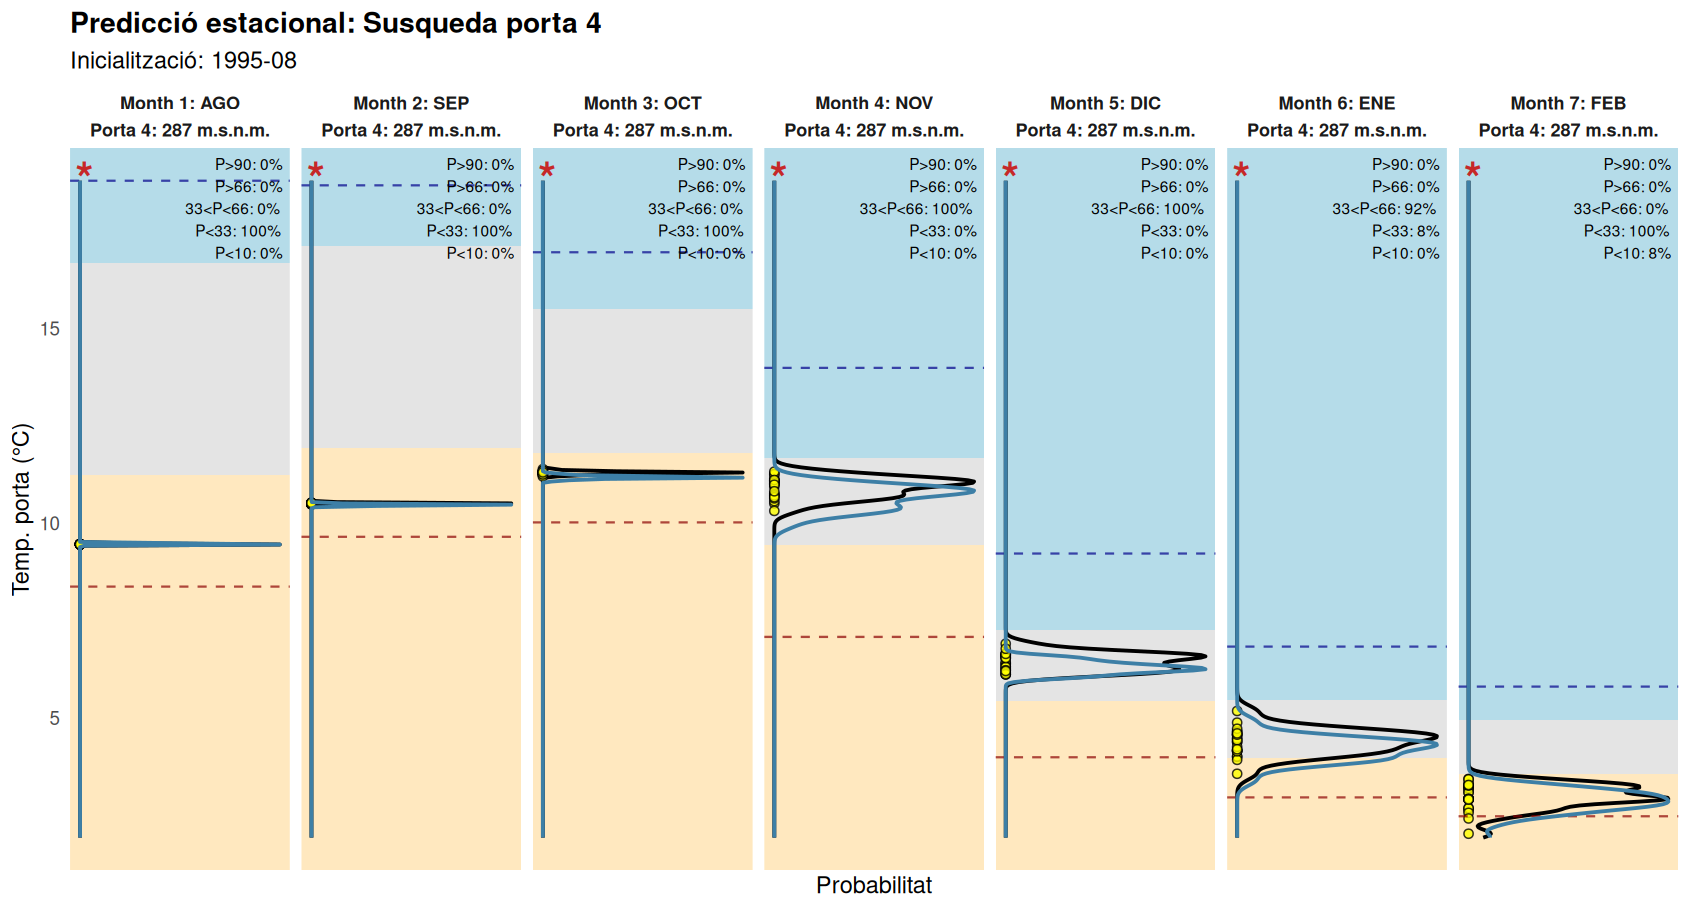 Predicció estacional: Susqueda porta 4
Inicialització: 1995-08
Month 1: AGO
Porta 4: 287 m.s.n.m.
Month 2: SEP
Porta 4: 287 m.s.n.m.
Month 3: OCT
Porta 4: 287 m.s.n.m.
Month 4: NOV
Porta 4: 287 m.s.n.m.
Month 5: DIC
Porta 4: 287 m.s.n.m.
Month 6: ENE
Porta 4: 287 m.s.n.m.
Month 7: FEB
Porta 4: 287 m.s.n.m.
*
P>90: 0%
P>66: 0%
33<P<66: 0%
P<33: 100%
P<10: 0%
*
P>90: 0%
P>66: 0%
33<P<66: 0%
P<33: 100%
P<10: 0%
*
P>90: 0%
P>66: 0%
33<P<66: 0%
P<33: 100%
P<10: 0%
*
P>90: 0%
P>66: 0%
33<P<66: 100%
P<33: 0%
P<10: 0%
*
P>90: 0%
P>66: 0%
33<P<66: 100%
P<33: 0%
P<10: 0%
*
P>90: 0%
P>66: 0%
33<P<66: 92%
P<33: 8%
P<10: 0%
*
P>90: 0%
P>66: 0%
33<P<66: 0%
P<33: 100%
P<10: 8%
15
10
5
Temp. porta (°C)
Probabilitat